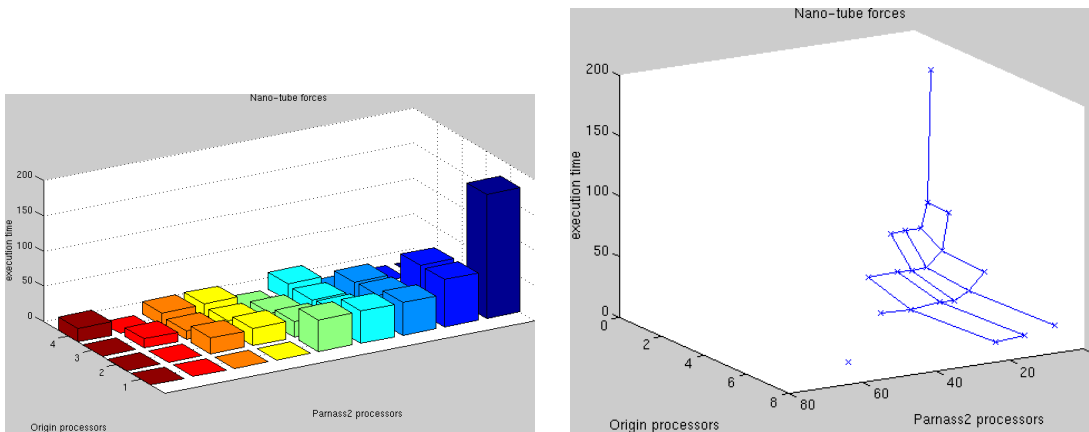 Nano-tube forces
200
150
100
50
0
execution time
4
3
2
1
Origin processors
Parnass2 processors
Nano-tube forces
200
150
100
50
0
execution time
2
4
6
8
80
60
40
20
Origin processors
Parnass2 processors